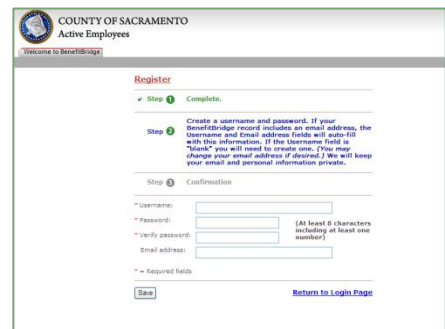 COUNTY OF SACRAMENTO
Active Employees
Welcome to BenefitBridge
Register
✓ Step 1 Complete.
Step 2 Create a username and password. If your
BenefitBridge record includes an email address, the
Username and Email address fields will auto-fill
with this information. If the Username field is
"blank" you will need to create one. (You may
change your email address if desired.) We will keep
your email and personal information private.
Step 3 Confirmation
* Username:
* Password: (At least 6 characters
including at least one
* Verify password: number)
Email address:
* = Required fields
Save Return to Login Page